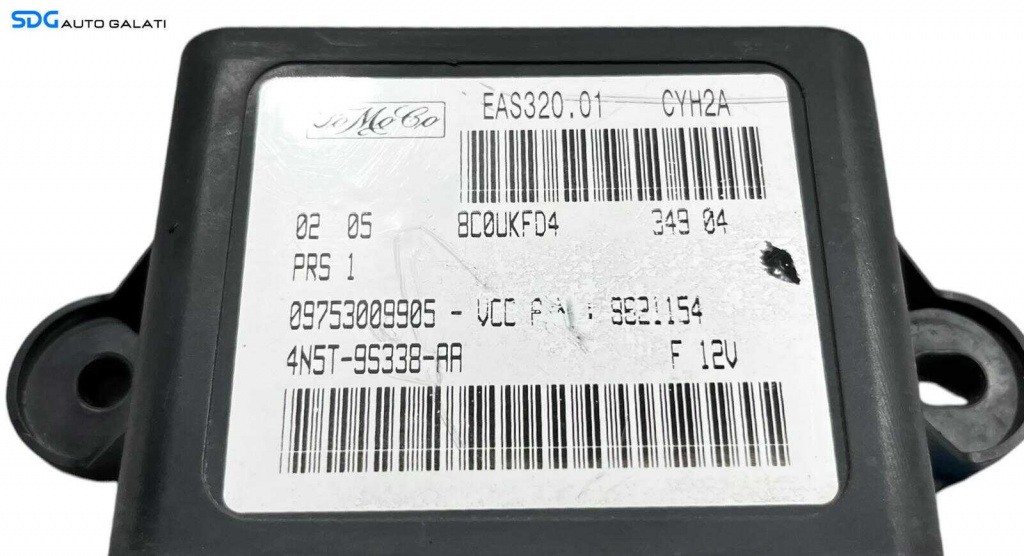 SDG AUTO GALATI
FoMoCo
EAS320.01 CYH2A
02 05 8C0UKFD4 349 04
PRS 1
09753009905 - VCC
4N5T-9S338-AA F 12V